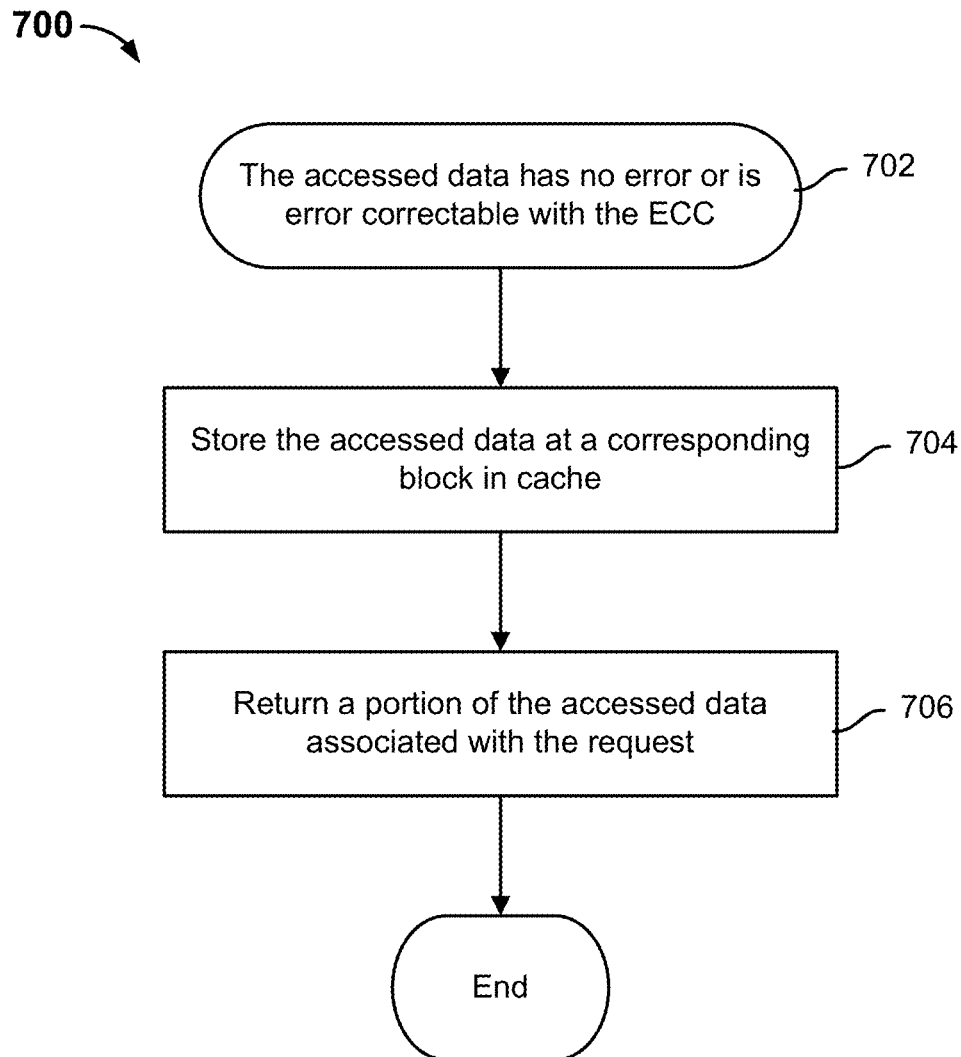 700
The accessed data has no error or is
error correctable with the ECC
702
Store the accessed data at a corresponding
block in cache
704
Return a portion of the accessed data
associated with the request
706
End